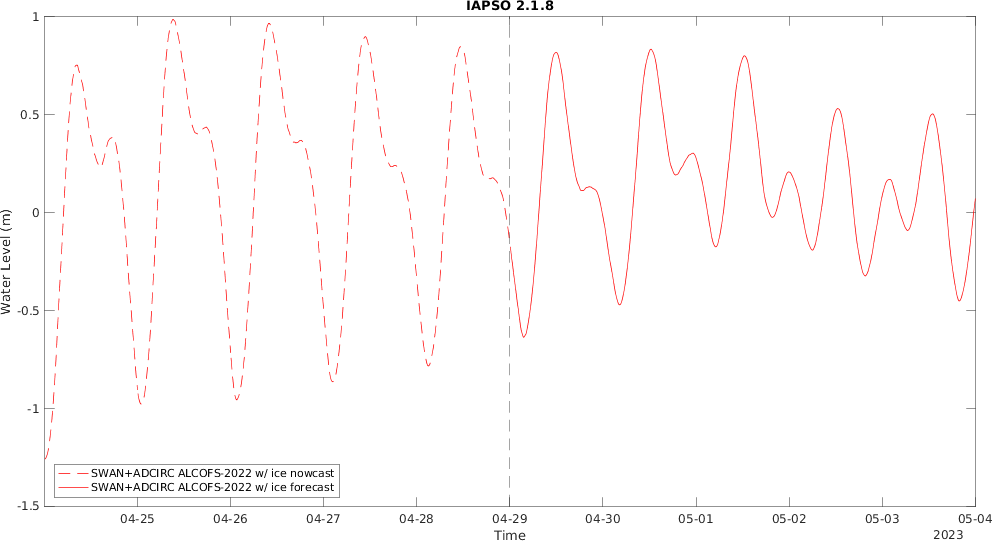 IAPSO 2.1.8
1
0.5
0
-0.5
-1
-1.5
Water Level (m)
SWAN+ADCIRC ALCOFS-2022 w/ ice nowcast
SWAN+ADCIRC ALCOFS-2022 w/ ice forecast
04-25 04-26 04-27 04-28 04-29 04-30 05-01 05-02 05-03 05-04
Time
2023